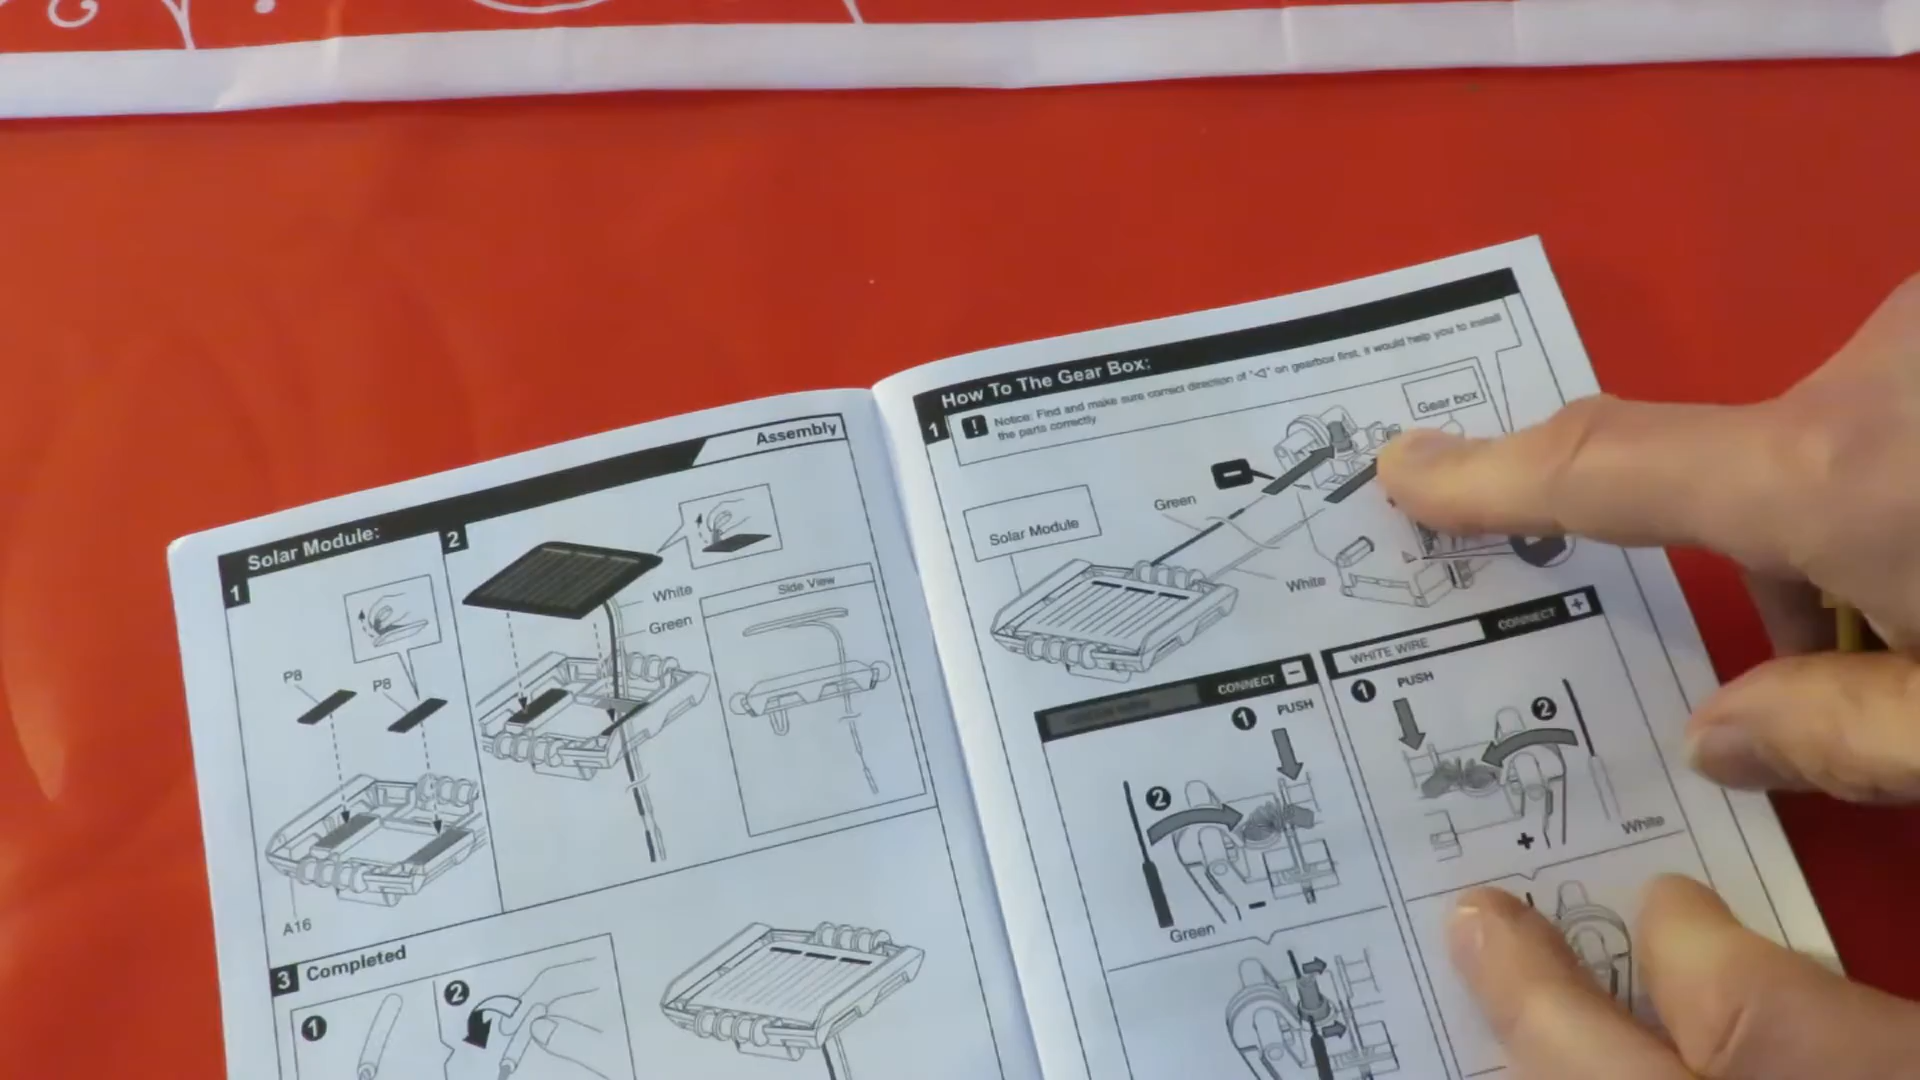 Assembly
Solar Module:
1
2
White
Green
Side View
P8
P8
A16
3 Completed
1
2
How To The Gear Box:
1
! Notice: Find and make sure correct direction of "◁" on gearbox first, it would help you to install
the parts correctly
Gear box
−
Green
Solar Module
White
CONNECT −
1 PUSH
2
−
Green
WHITE WIRE CONNECT +
1 PUSH
2
+
White